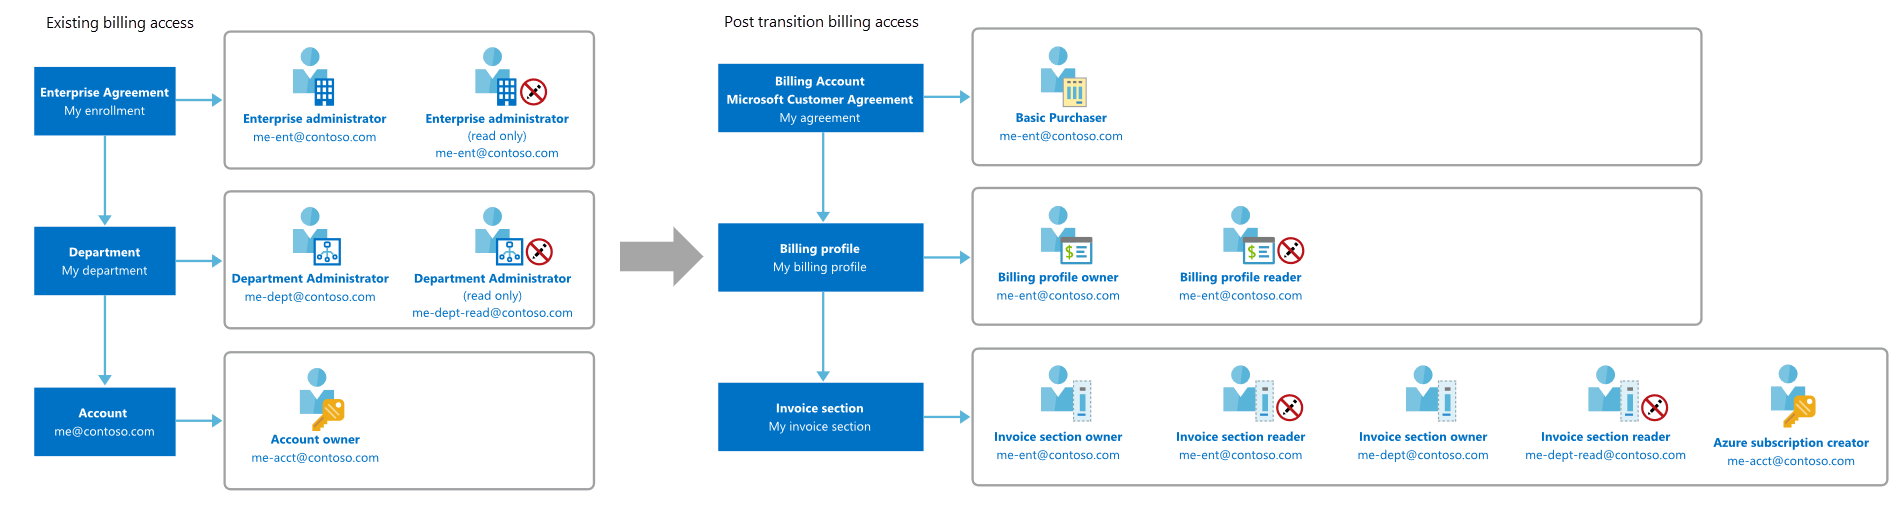 Existing billing access
Enterprise Agreement
My enrollment
Enterprise administrator
me-ent@contoso.com
Enterprise administrator
(read only)
me-ent@contoso.com
Department
My department
Department Administrator
me-dept@contoso.com
Department Administrator
(read only)
me-dept-read@contoso.com
Account
me@contoso.com
Account owner
me-acct@contoso.com
Post transition billing access
Billing Account
Microsoft Customer Agreement
My agreement
Basic Purchaser
me-ent@contoso.com
Billing profile
My billing profile
Billing profile owner
me-ent@contoso.com
Billing profile reader
me-ent@contoso.com
Invoice section
My invoice section
Invoice section owner
me-ent@contoso.com
Invoice section reader
me-ent@contoso.com
Invoice section owner
me-dept@contoso.com
Invoice section reader
me-dept-read@contoso.com
Azure subscription creator
me-acct@contoso.com